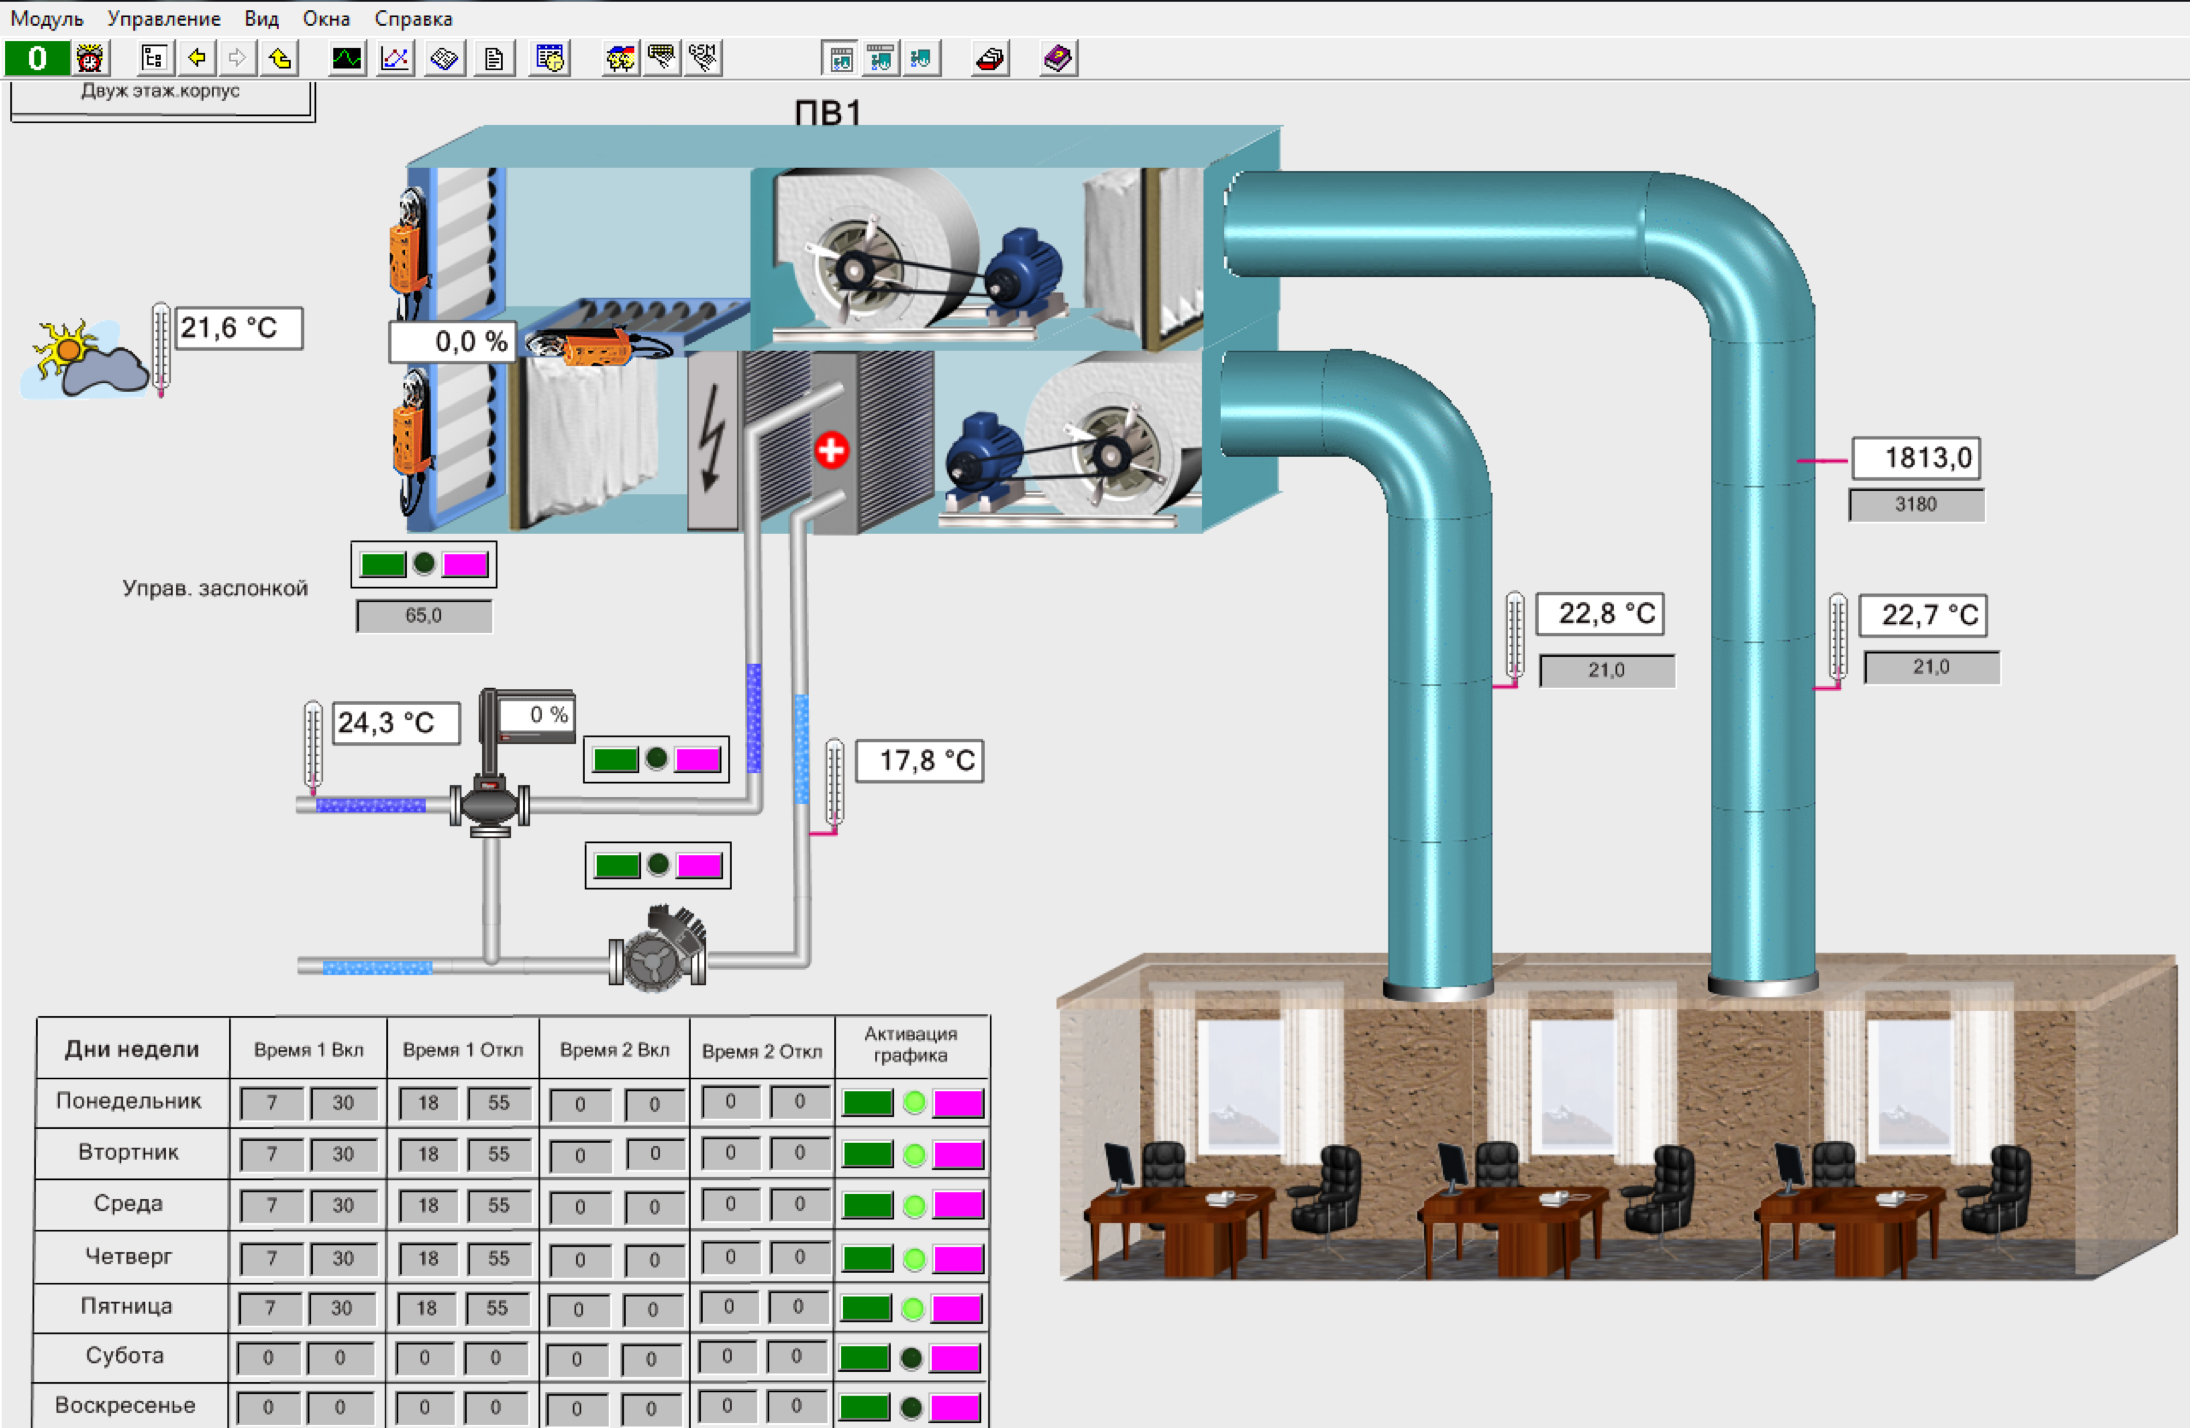 Модуль Управление Вид Окна Справка
0 GSM
Двуж этаж.корпус
ПВ1
21,6 °C
0,0 %
1813,0
3180
Управ. заслонкой
65,0
22,8 °C
21,0
22,7 °C
21,0
24,3 °C
0 %
17,8 °C
Дни недели Время 1 Вкл Время 1 Откл Время 2 Вкл Время 2 Откл Активация
графика
Понедельник 7 30 18 55 0 0 0 0
Втортник 7 30 18 55 0 0 0 0
Среда 7 30 18 55 0 0 0 0
Четверг 7 30 18 55 0 0 0 0
Пятница 7 30 18 55 0 0 0 0
Субота 0 0 0 0 0 0 0 0
Воскресенье 0 0 0 0 0 0 0 0